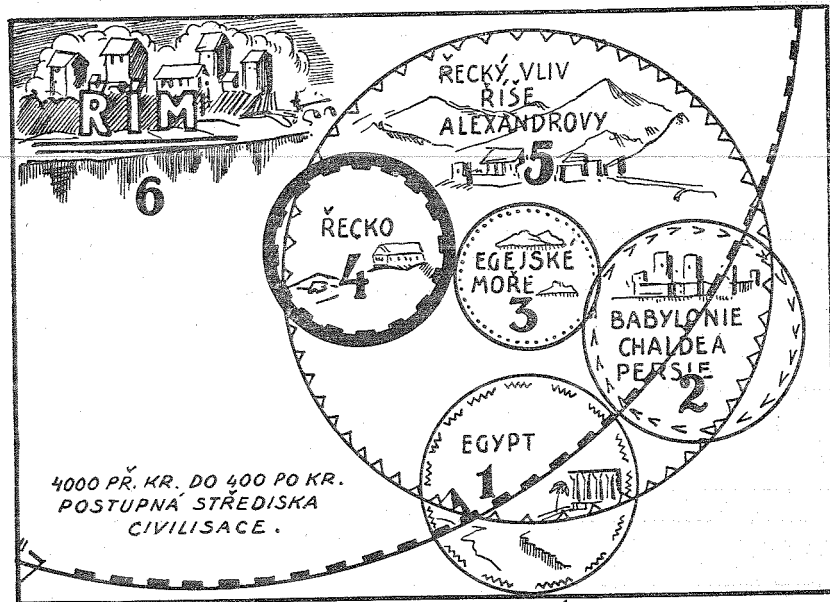 ŘÍM
6
ŘECKÝ VLIV
ŘÍŠE
ALEXANDROVY
5
ŘECKO
4
EGEJSKÉ
MOŘE
3
BABYLONIE
CHALDEA
PERSIE
2
EGYPT
1
4000 PŘ. KR. DO 400 PO KR.
POSTUPNÁ STŘEDISKA
CIVILISACE.